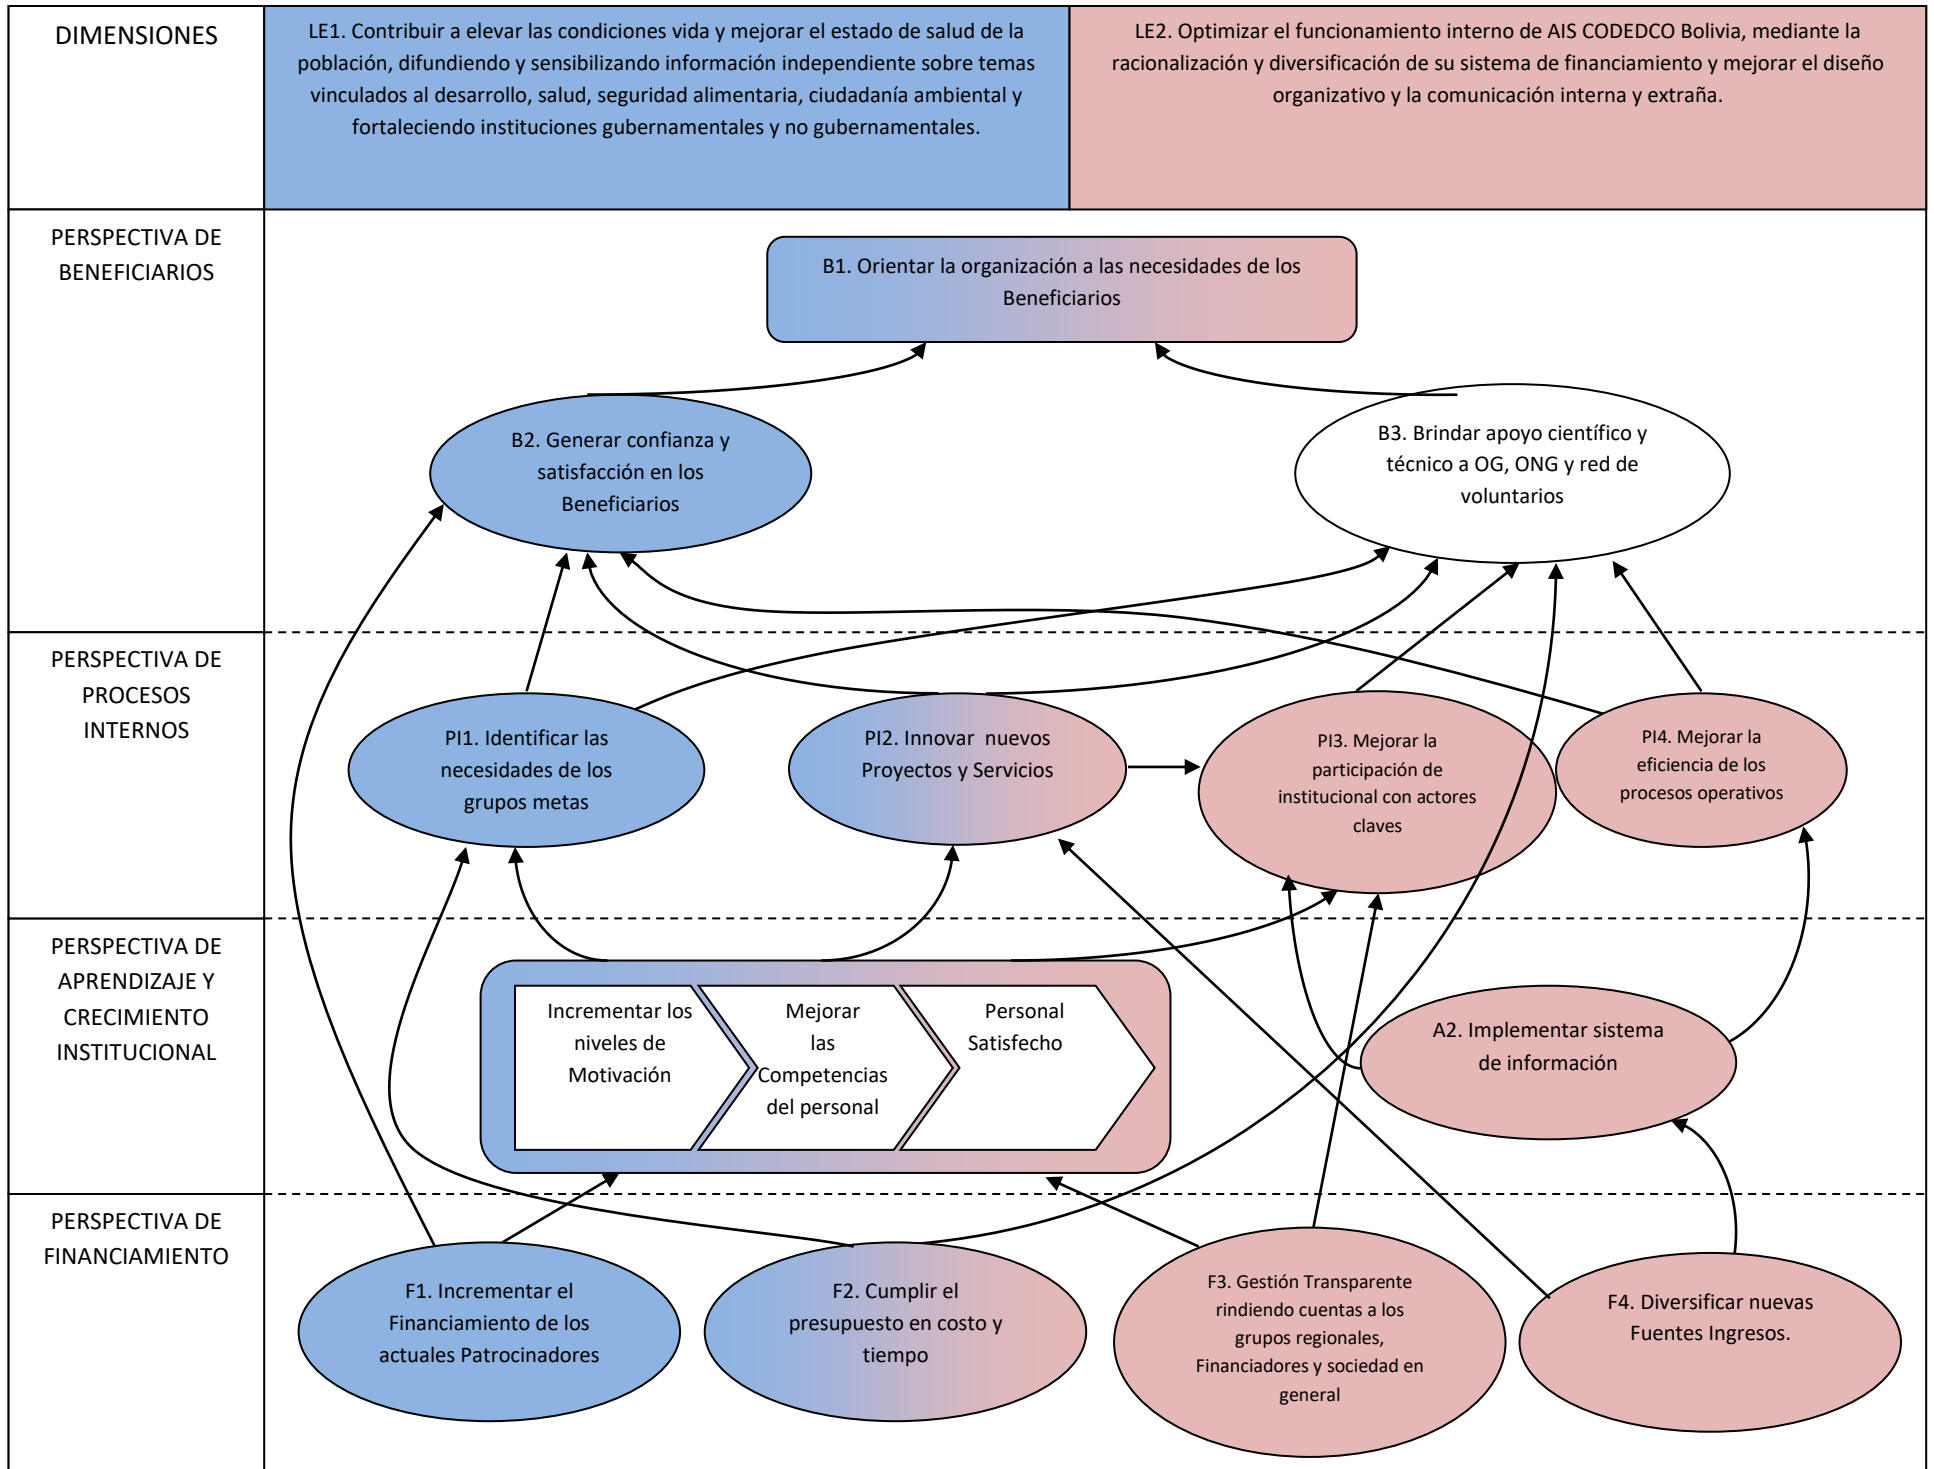 DIMENSIONES
LE1. Contribuir a elevar las condiciones vida y mejorar el estado de salud de la
población, difundiendo y sensibilizando información independiente sobre temas
vinculados al desarrollo, salud, seguridad alimentaria, ciudadanía ambiental y
fortaleciendo instituciones gubernamentales y no gubernamentales.
LE2. Optimizar el funcionamiento interno de AIS CODEDCO Bolivia, mediante la
racionalización y diversificación de su sistema de financiamiento y mejorar el diseño
organizativo y la comunicación interna y extraña.
PERSPECTIVA DE
BENEFICIARIOS
B1. Orientar la organización a las necesidades de los
Beneficiarios
B2. Generar confianza y
satisfacción en los
Beneficiarios
B3. Brindar apoyo científico y
técnico a OG, ONG y red de
voluntarios
PERSPECTIVA DE
PROCESOS
INTERNOS
PI1. Identificar las
necesidades de los
grupos metas
PI2. Innovar nuevos
Proyectos y Servicios
PI3. Mejorar la
participación de
institucional con actores
claves
PI4. Mejorar la
eficiencia de los
procesos operativos
PERSPECTIVA DE
APRENDIZAJE Y
CRECIMIENTO
INSTITUCIONAL
Incrementar los
niveles de
Motivación
Mejorar
las
Competencias
del personal
Personal
Satisfecho
A2. Implementar sistema
de información
PERSPECTIVA DE
FINANCIAMIENTO
F1. Incrementar el
Financiamiento de los
actuales Patrocinadores
F2. Cumplir el
presupuesto en costo y
tiempo
F3. Gestión Transparente
rindiendo cuentas a los
grupos regionales,
Financiadores y sociedad en
general
F4. Diversificar nuevas
Fuentes Ingresos.